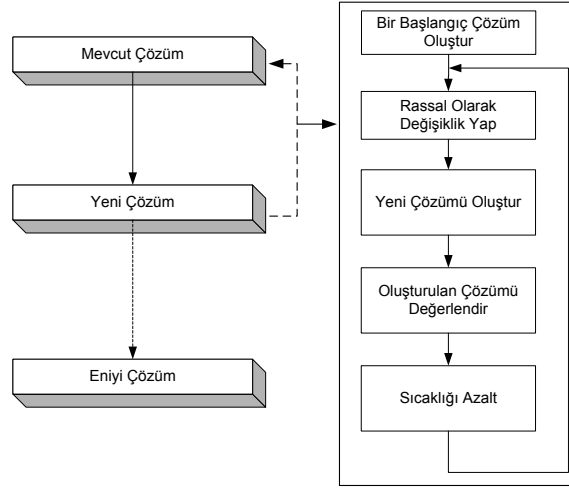 Mevcut Çözüm
Yeni Çözüm
Eniyi Çözüm
Bir Başlangıç Çözüm
Oluştur
Rassal Olarak
Değişiklik Yap
Yeni Çözümü Oluştur
Oluşturulan Çözümü
Değerlendir
Sıcaklığı Azalt